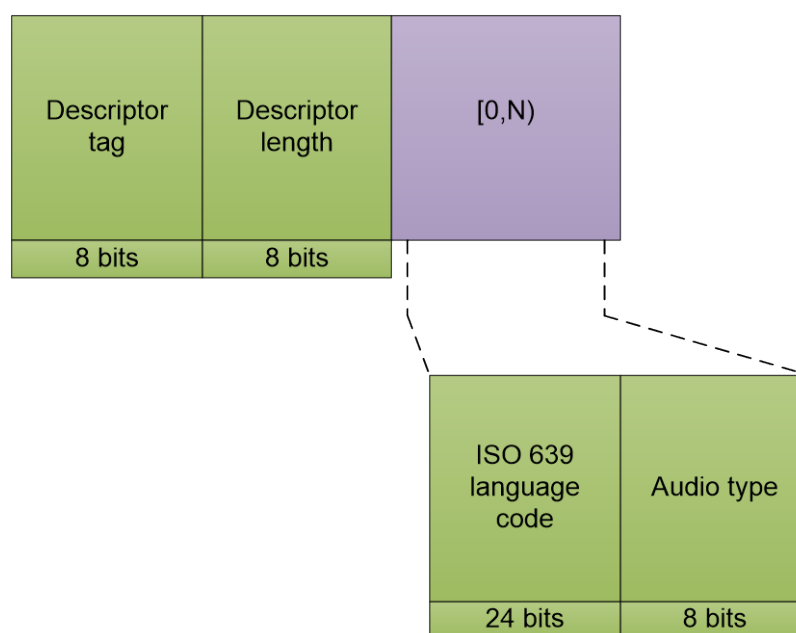 Descriptor
tag
Descriptor
length
[0,N)
8 bits
8 bits
ISO 639
language
code
Audio type
24 bits
8 bits